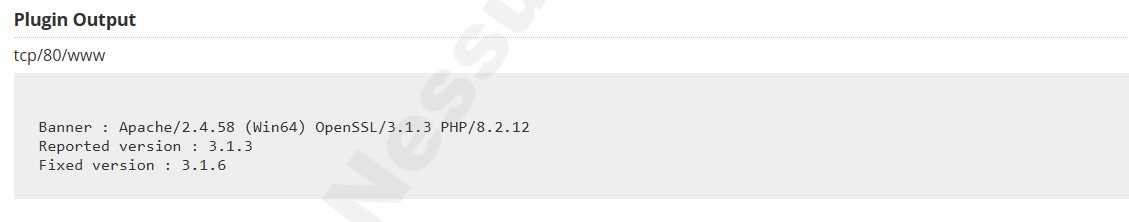 Plugin Output
tcp/80/www
Banner : Apache/2.4.58 (Win64) OpenSSL/3.1.3 PHP/8.2.12
Reported version : 3.1.3
Fixed version : 3.1.6
Nessu